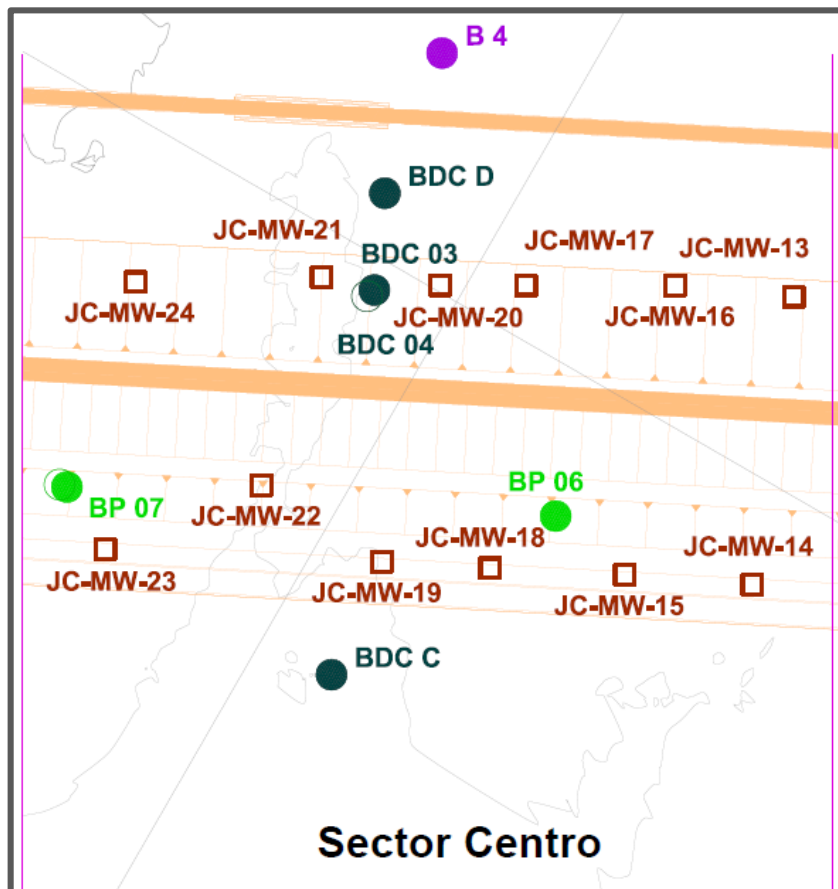 B 4
BDC D
JC-MW-21
JC-MW-17
JC-MW-13
BDC 03
JC-MW-24
JC-MW-20
JC-MW-16
BDC 04
BP 06
BP 07
JC-MW-22
JC-MW-18
JC-MW-14
JC-MW-23
JC-MW-19
JC-MW-15
BDC C
Sector Centro